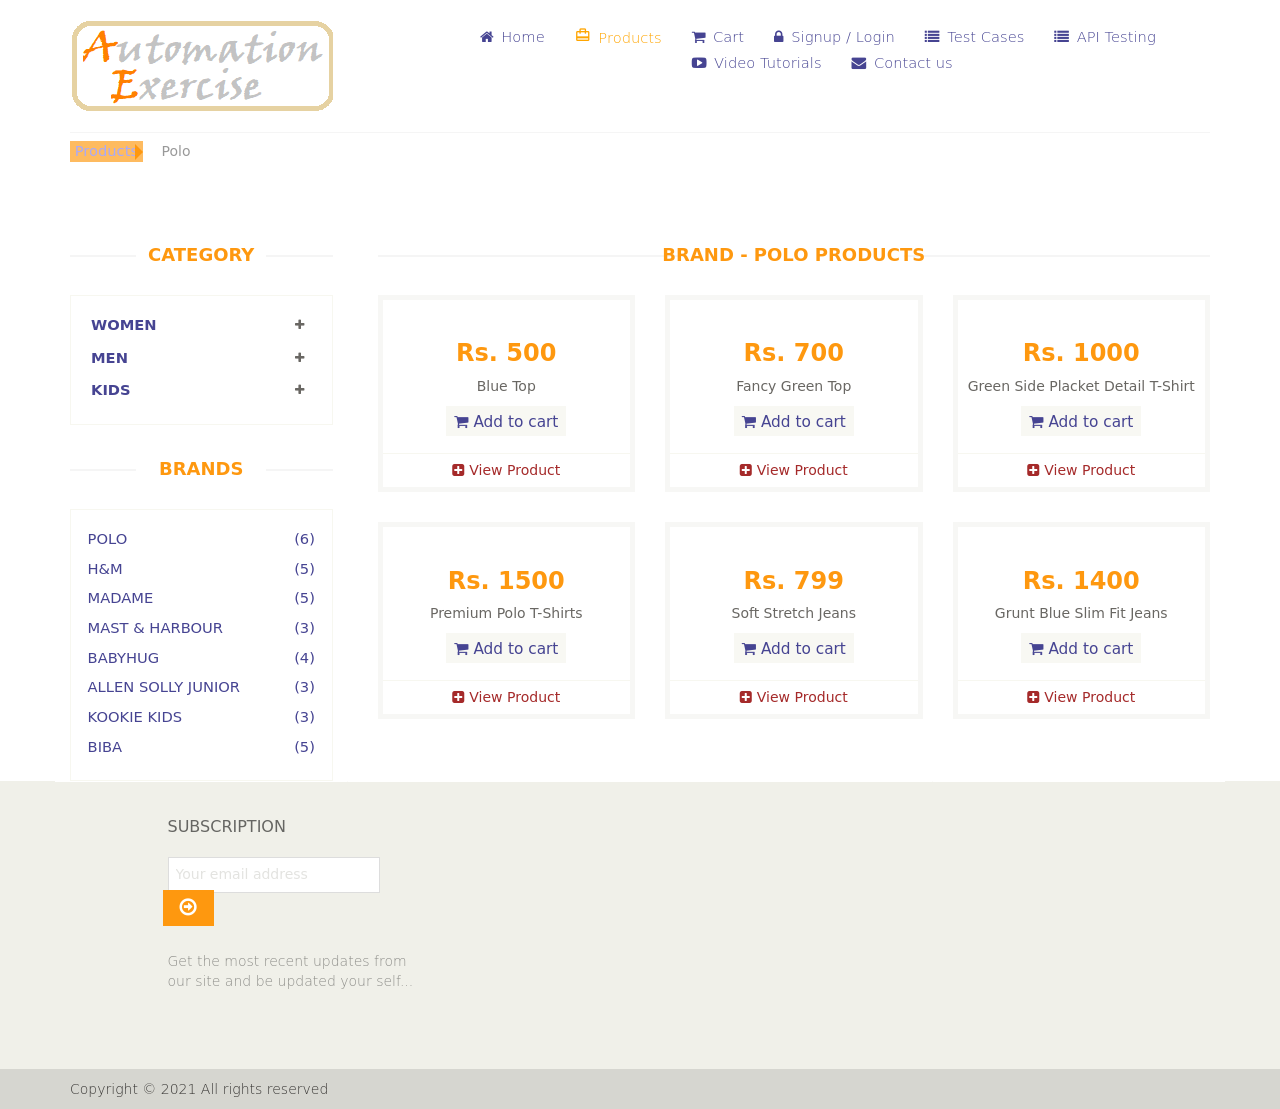 Automation
Exercise
Home
Products
Cart
Signup / Login
Test Cases
API Testing
Video Tutorials
Contact us
Products
Polo
CATEGORY
WOMEN
MEN
KIDS
BRANDS
POLO (6)
H&M (5)
MADAME (5)
MAST & HARBOUR (3)
BABYHUG (4)
ALLEN SOLLY JUNIOR (3)
KOOKIE KIDS (3)
BIBA (5)
BRAND - POLO PRODUCTS
Rs. 500
Blue Top
Add to cart
View Product
Rs. 700
Fancy Green Top
Add to cart
View Product
Rs. 1000
Green Side Placket Detail T-Shirt
Add to cart
View Product
Rs. 1500
Premium Polo T-Shirts
Add to cart
View Product
Rs. 799
Soft Stretch Jeans
Add to cart
View Product
Rs. 1400
Grunt Blue Slim Fit Jeans
Add to cart
View Product
SUBSCRIPTION
Your email address
Get the most recent updates from
our site and be updated your self...
Copyright © 2021 All rights reserved